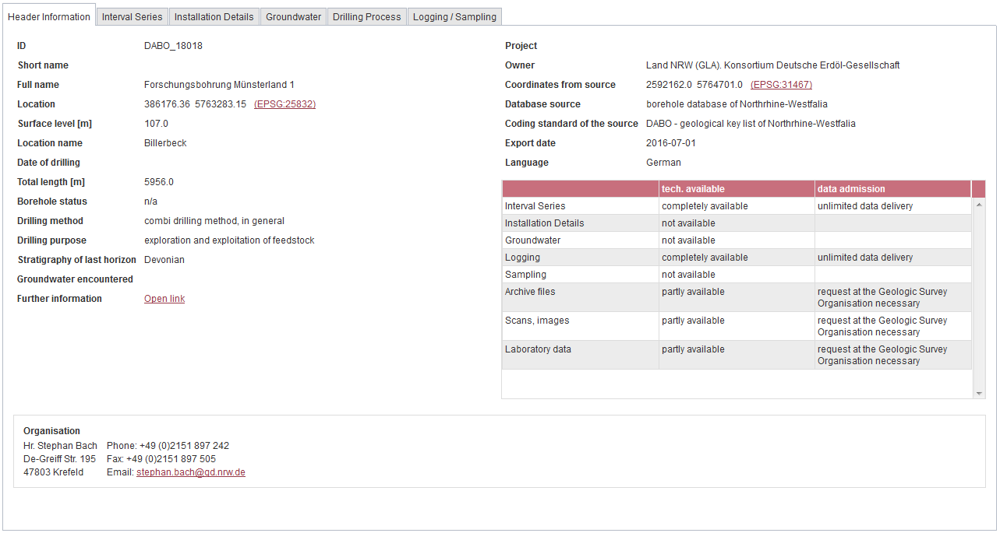 Header Information Interval Series Installation Details Groundwater Drilling Process Logging / Sampling
ID DABO_18018
Short name
Full name Forschungsbohrung Münsterland 1
Location 386176.36 5763283.15 (EPSG:25832)
Surface level [m] 107.0
Location name Billerbeck
Date of drilling
Total length [m] 5956.0
Borehole status n/a
Drilling method combi drilling method, in general
Drilling purpose exploration and exploitation of feedstock
Stratigraphy of last horizon Devonian
Groundwater encountered
Further information Open link
Project
Owner Land NRW (GLA). Konsortium Deutsche Erdöl-Gesellschaft
Coordinates from source 2592162.0 5764701.0 (EPSG:31467)
Database source borehole database of Northrhine-Westfalia
Coding standard of the source DABO - geological key list of Northrhine-Westfalia
Export date 2016-07-01
Language German
tech. available data admission
Interval Series completely available unlimited data delivery
Installation Details not available
Groundwater not available
Logging completely available unlimited data delivery
Sampling not available
Archive files partly available request at the Geologic Survey
Organisation necessary
Scans, images partly available request at the Geologic Survey
Organisation necessary
Laboratory data partly available request at the Geologic Survey
Organisation necessary
Organisation
Hr. Stephan Bach Phone: +49 (0)2151 897 242
De-Greiff Str. 195 Fax: +49 (0)2151 897 505
47803 Krefeld Email: stephan.bach@gd.nrw.de